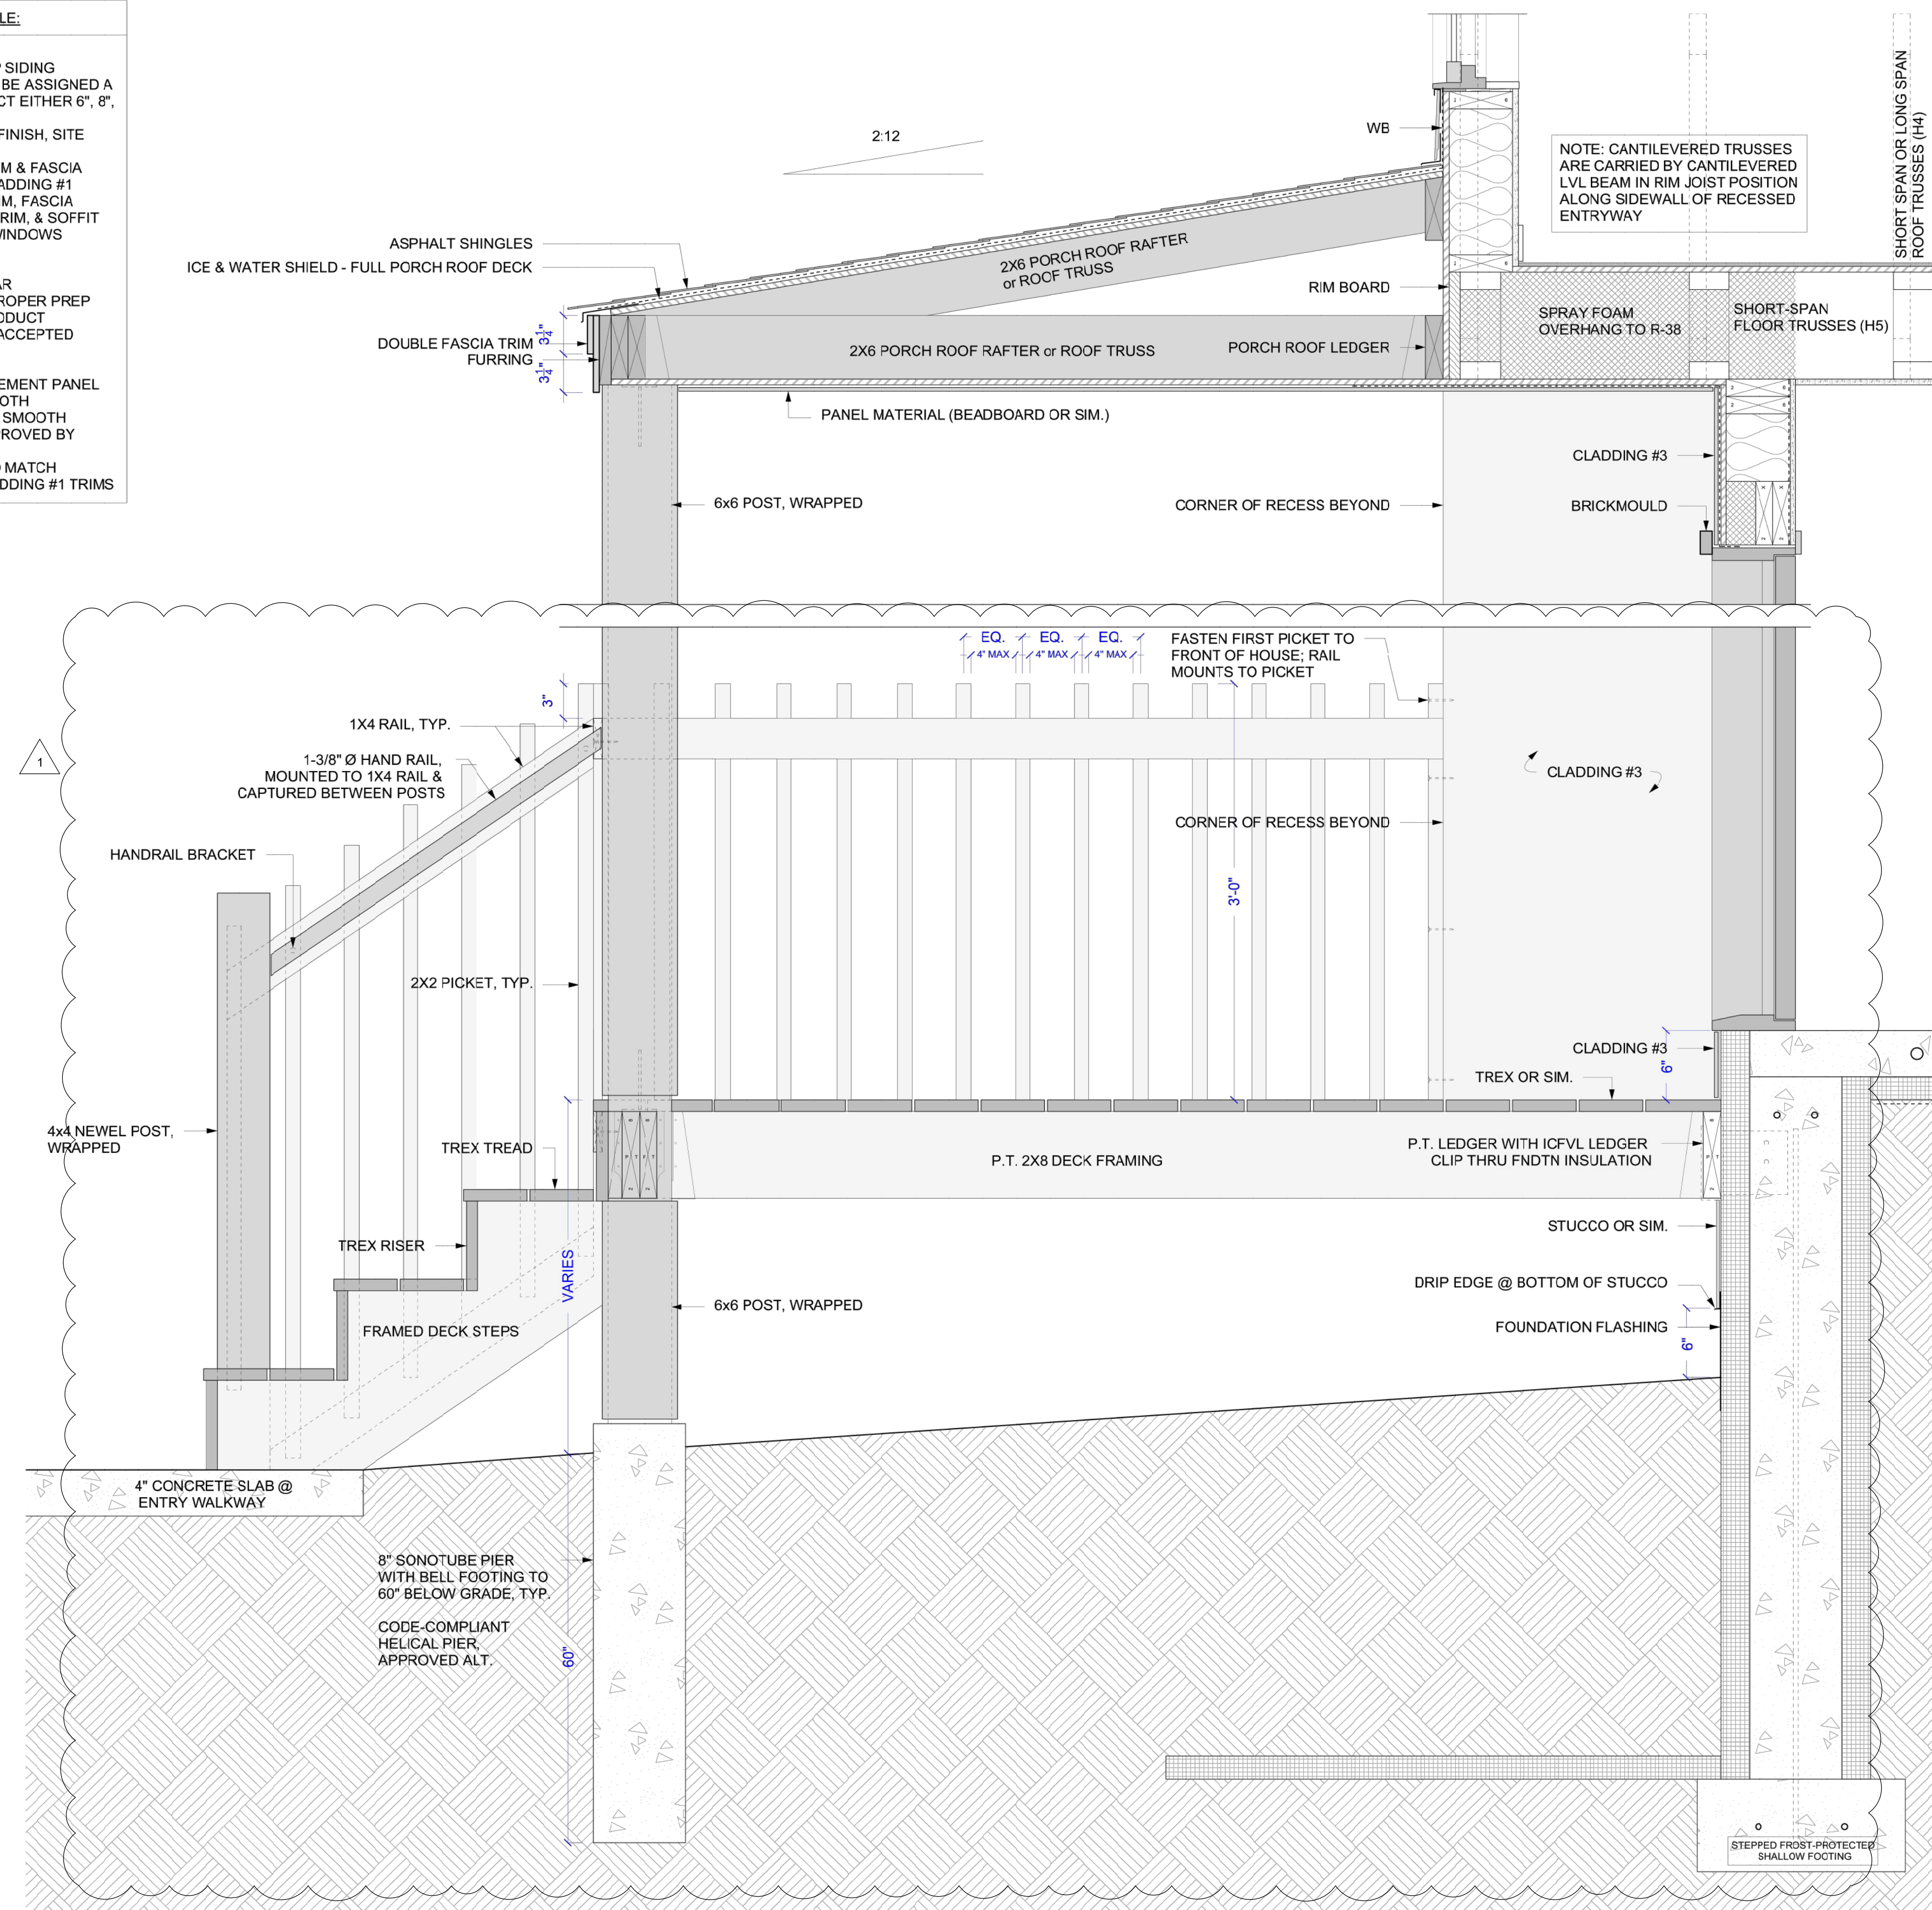 LE:
SIDING
BE ASSIGNED A
CT EITHER 6", 8",
FINISH, SITE
M & FASCIA
ADDING #1
IM, FASCIA
RIM, & SOFFIT
WINDOWS
AR
ROPER PREP
ODUCT
ACCEPTED
EMENT PANEL
OTH
SMOOTH
PROVED BY
O MATCH
DDING #1 TRIMS
2:12
WB
NOTE: CANTILEVERED TRUSSES
ARE CARRIED BY CANTILEVERED
LVL BEAM IN RIM JOIST POSITION
ALONG SIDEWALL OF RECESSED
ENTRYWAY
SHORT SPAN OR LONG SPAN
ROOF TRUSSES (H4)
ASPHALT SHINGLES
ICE & WATER SHIELD - FULL PORCH ROOF DECK
2X6 PORCH ROOF RAFTER
or ROOF TRUSS
RIM BOARD
SPRAY FOAM
OVERHANG TO R-38
SHORT-SPAN
FLOOR TRUSSES (H5)
DOUBLE FASCIA TRIM
FURRING
3 1/4"
3 1/4"
2X6 PORCH ROOF RAFTER or ROOF TRUSS
PORCH ROOF LEDGER
PANEL MATERIAL (BEADBOARD OR SIM.)
CLADDING #3
6x6 POST, WRAPPED
CORNER OF RECESS BEYOND
BRICKMOULD
EQ. EQ. EQ.
4" MAX 4" MAX 4" MAX
FASTEN FIRST PICKET TO
FRONT OF HOUSE; RAIL
MOUNTS TO PICKET
3"
1X4 RAIL, TYP.
1
1-3/8" Ø HAND RAIL,
MOUNTED TO 1X4 RAIL &
CAPTURED BETWEEN POSTS
CLADDING #3
CORNER OF RECESS BEYOND
HANDRAIL BRACKET
3'-0"
2X2 PICKET, TYP.
CLADDING #3
6"
TREX OR SIM.
4x4 NEWEL POST,
WRAPPED
TREX TREAD
P.T. 2X8 DECK FRAMING
P.T. LEDGER WITH ICFVL LEDGER
CLIP THRU FNDTN INSULATION
STUCCO OR SIM.
TREX RISER
VARIES
DRIP EDGE @ BOTTOM OF STUCCO
6x6 POST, WRAPPED
FRAMED DECK STEPS
FOUNDATION FLASHING
6"
4" CONCRETE SLAB @
ENTRY WALKWAY
8" SONOTUBE PIER
WITH BELL FOOTING TO
60" BELOW GRADE, TYP.
CODE-COMPLIANT
HELICAL PIER,
APPROVED ALT.
60"
STEPPED FROST-PROTECTED
SHALLOW FOOTING